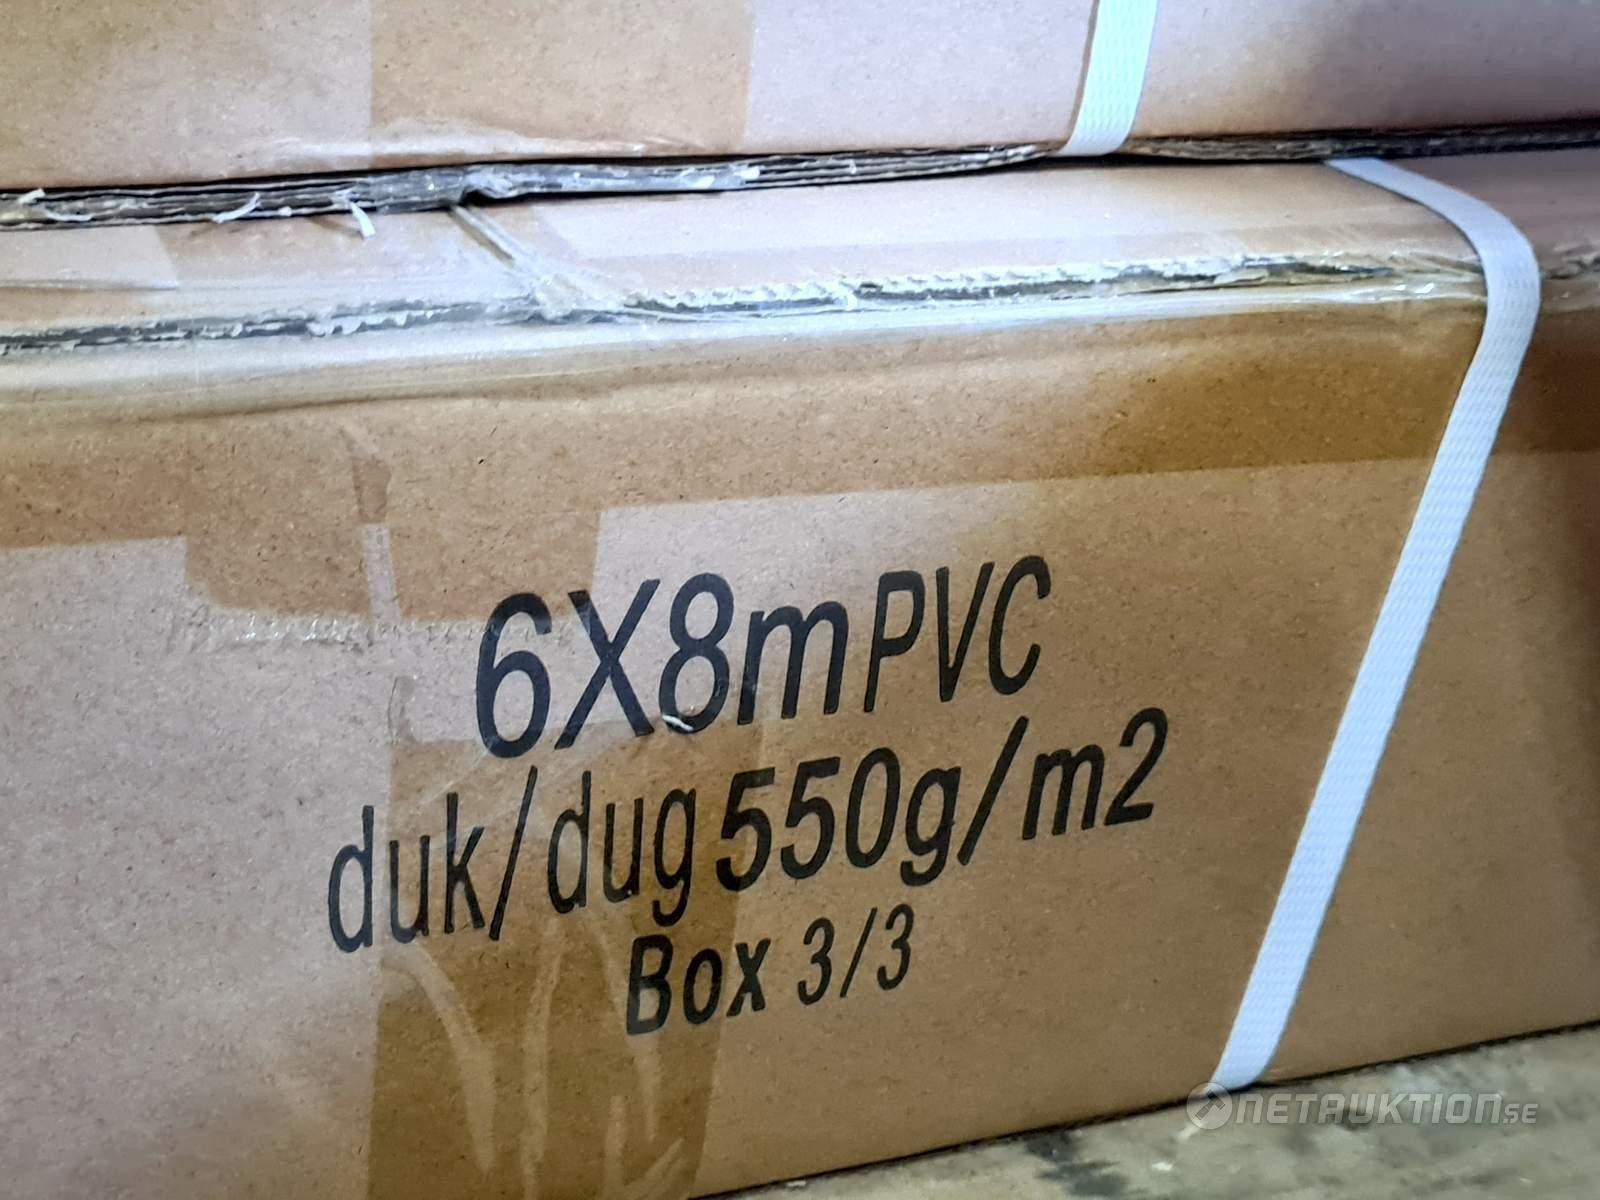 6X8m PVC
duk/dug 550g/m2
Box 3/3
NETAUKTION.SE